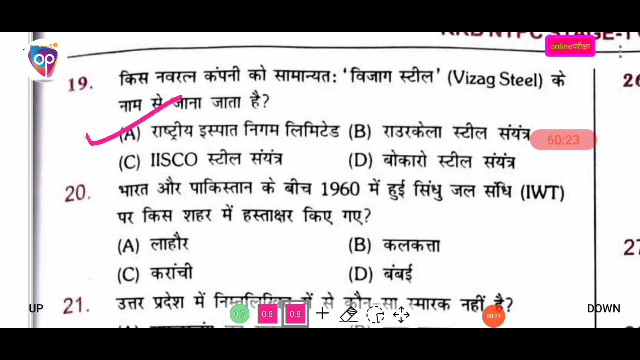 onlineपरीक्षा
op
19. किस नवरत्न कंपनी को सामान्यतः 'विजाग स्टील' (Vizag Steel) के
नाम से जाना जाता है?
(A) राष्ट्रीय इस्पात निगम लिमिटेड (B) राउरकेला स्टील संयंत्र
60:23
(C) IISCO स्टील संयंत्र (D) बोकारो स्टील संयंत्र
20. भारत और पाकिस्तान के बीच 1960 में हुई सिंधु जल संधि (IWT)
पर किस शहर में हस्ताक्षर किए गए?
(A) लाहौर (B) कलकत्ता
(C) करांची (D) बंबई
UP
21. उत्तर प्रदेश में निम्नलिखित में से कौन-सा स्मारक नहीं है?
DOWN
26
27